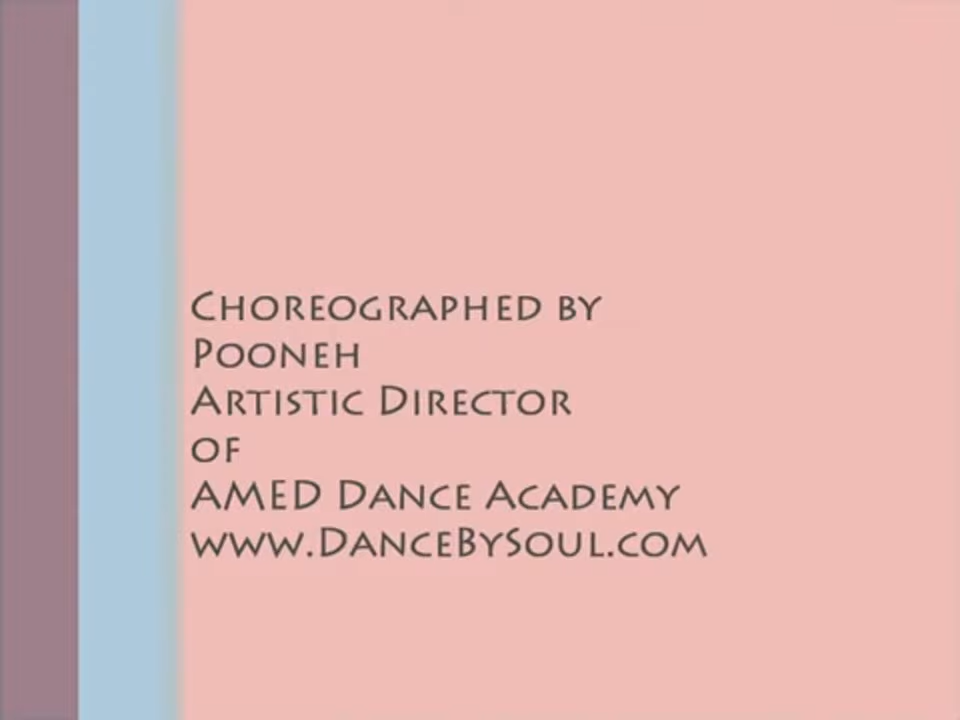 Choreographed by
Pooneh
Artistic Director
of
AMED Dance Academy
www.DanceBySoul.com